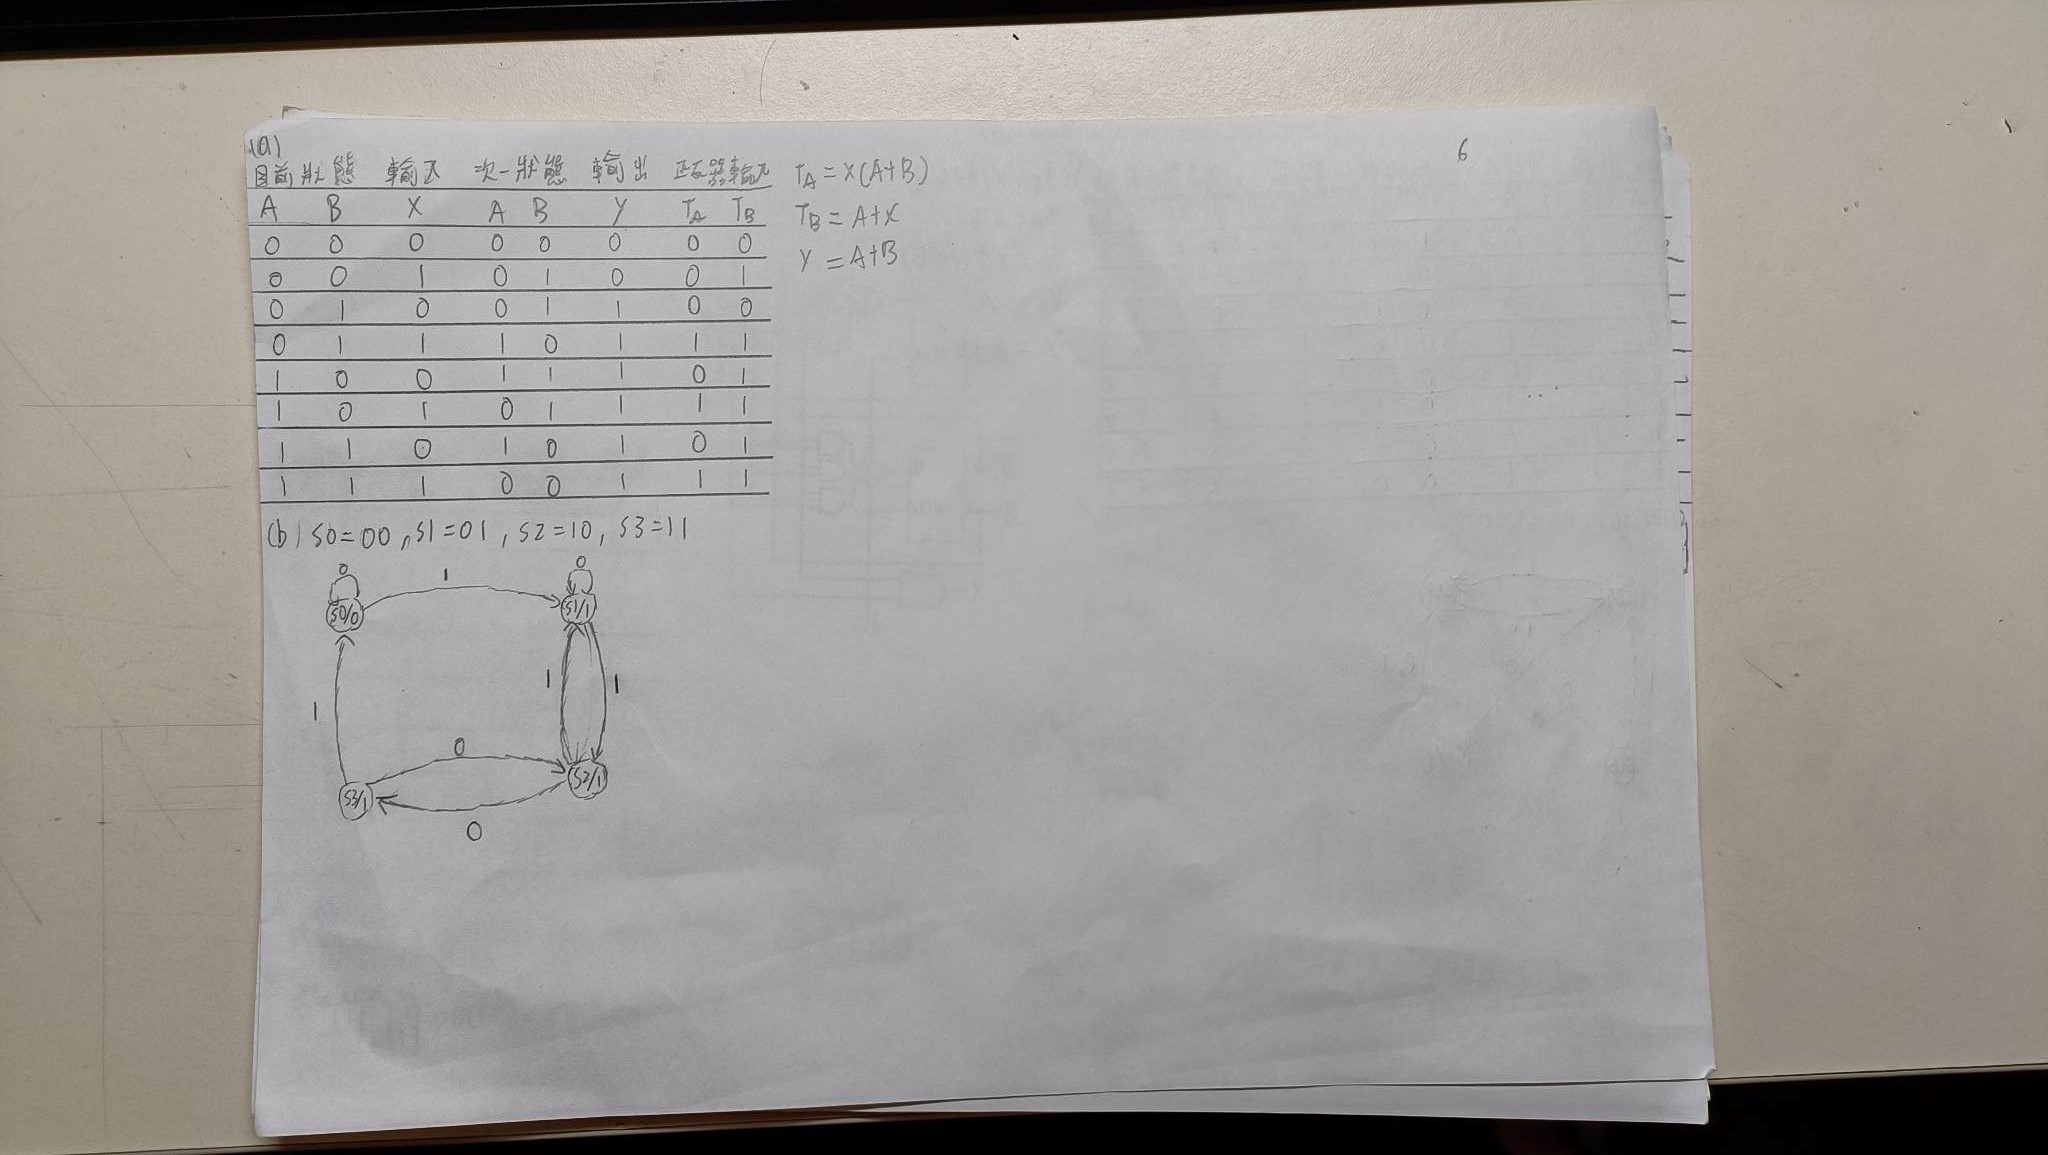 (a)
6
目前狀態 輸入 次一狀態 輸出 正反器輸入
A B X A B Y TA TB
0 0 0 0 0 0 0 0
0 0 1 0 1 0 0 1
0 1 0 0 1 1 0 0
0 1 1 1 0 1 1 1
1 0 0 1 1 1 0 1
1 0 1 0 1 1 1 1
1 1 0 1 0 1 0 1
1 1 1 0 0 1 1 1
TA = X(A+B)
TB = A+X
Y = A+B
(b) S0=00, S1=01, S2=10, S3=11
0 1 0
S0/0 S1/1
1 1 1
0
S3/1 S2/1
0